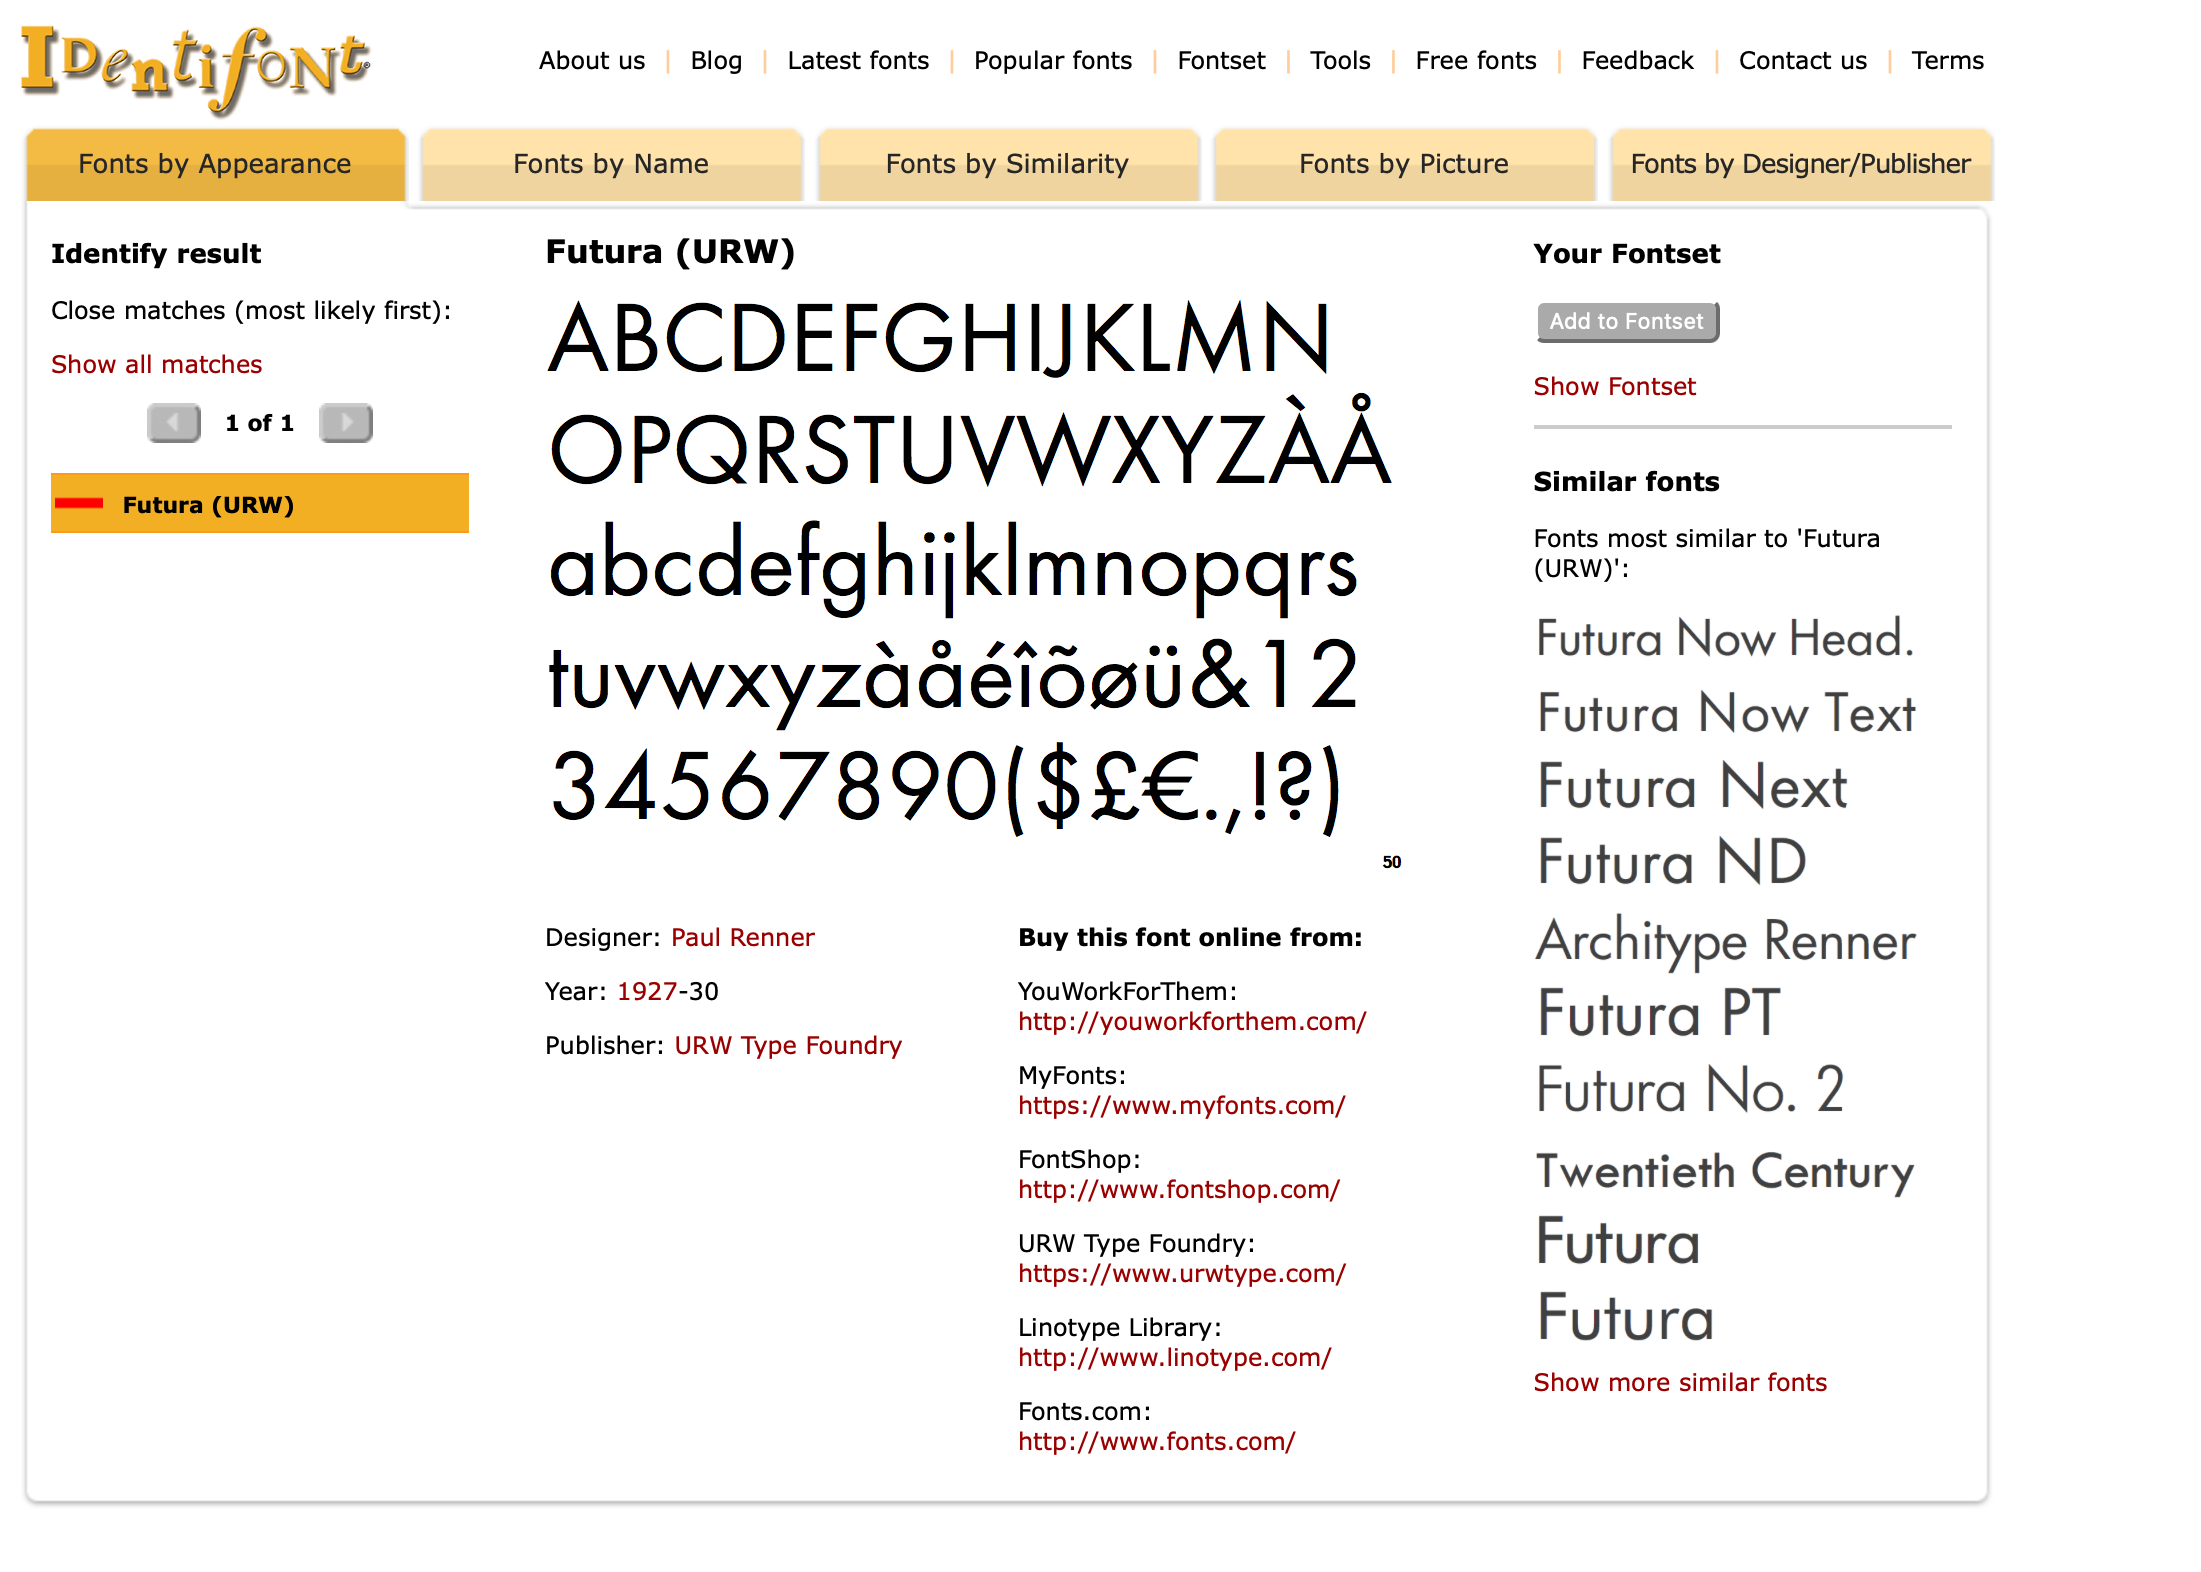 IDentifont
About us | Blog | Latest fonts | Popular fonts | Fontset | Tools | Free fonts | Feedback | Contact us | Terms
Fonts by Appearance
Fonts by Name
Fonts by Similarity
Fonts by Picture
Fonts by Designer/Publisher
Identify result
Close matches (most likely first):
Show all matches
1 of 1
Futura (URW)
Futura (URW)
ABCDEFGHIJKLMN
OPQRSTUVWXYZÀÅ
abcdefghijklmnopqrs
tuvwxyzàåéîõøü&12
34567890($£€.,!?)
50
Designer: Paul Renner
Year: 1927-30
Publisher: URW Type Foundry
Buy this font online from:
YouWorkForThem:
http://youworkforthem.com/
MyFonts:
https://www.myfonts.com/
FontShop:
http://www.fontshop.com/
URW Type Foundry:
https://www.urwtype.com/
Linotype Library:
http://www.linotype.com/
Fonts.com:
http://www.fonts.com/
Your Fontset
Add to Fontset
Show Fontset
Similar fonts
Fonts most similar to 'Futura
(URW)':
Futura Now Head.
Futura Now Text
Futura Next
Futura ND
Architype Renner
Futura PT
Futura No. 2
Twentieth Century
Futura
Futura
Show more similar fonts